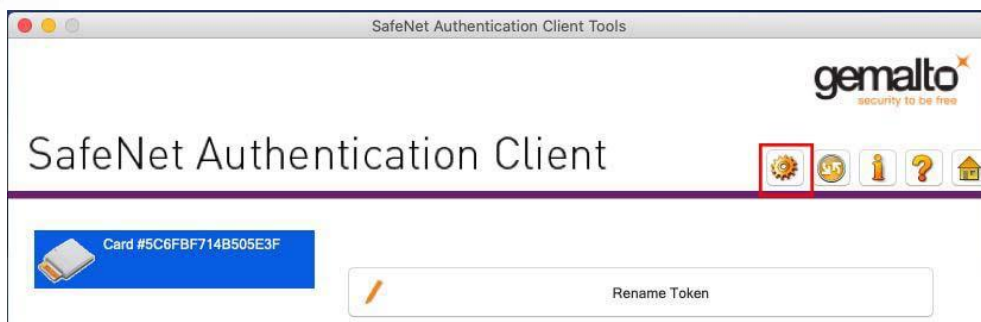 SafeNet Authentication Client Tools
gemalto
security to be free
SafeNet Authentication Client
Card #5C6FBF714B505E3F
Rename Token